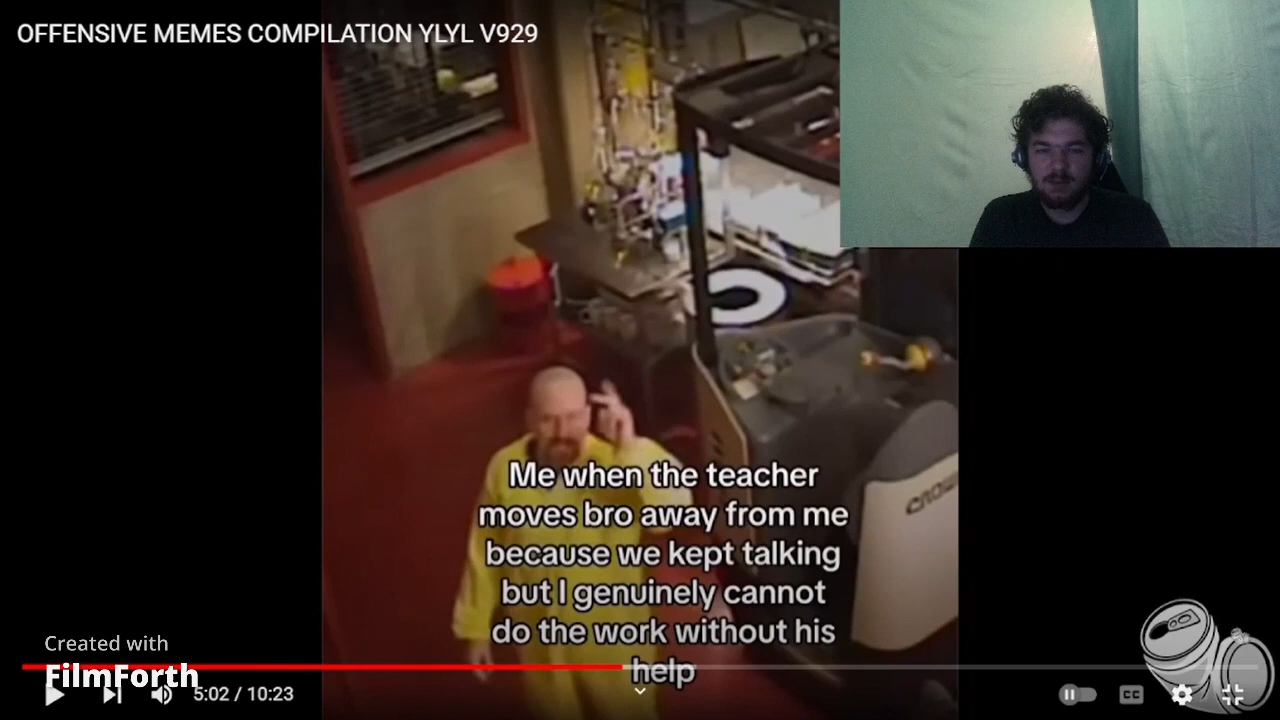 OFFENSIVE MEMES COMPILATION YLYL V929
Me when the teacher
moves bro away from me
because we kept talking
but I genuinely cannot
do the work without his
help
CROW
Created with
FilmForth
5:02 / 10:23
CC